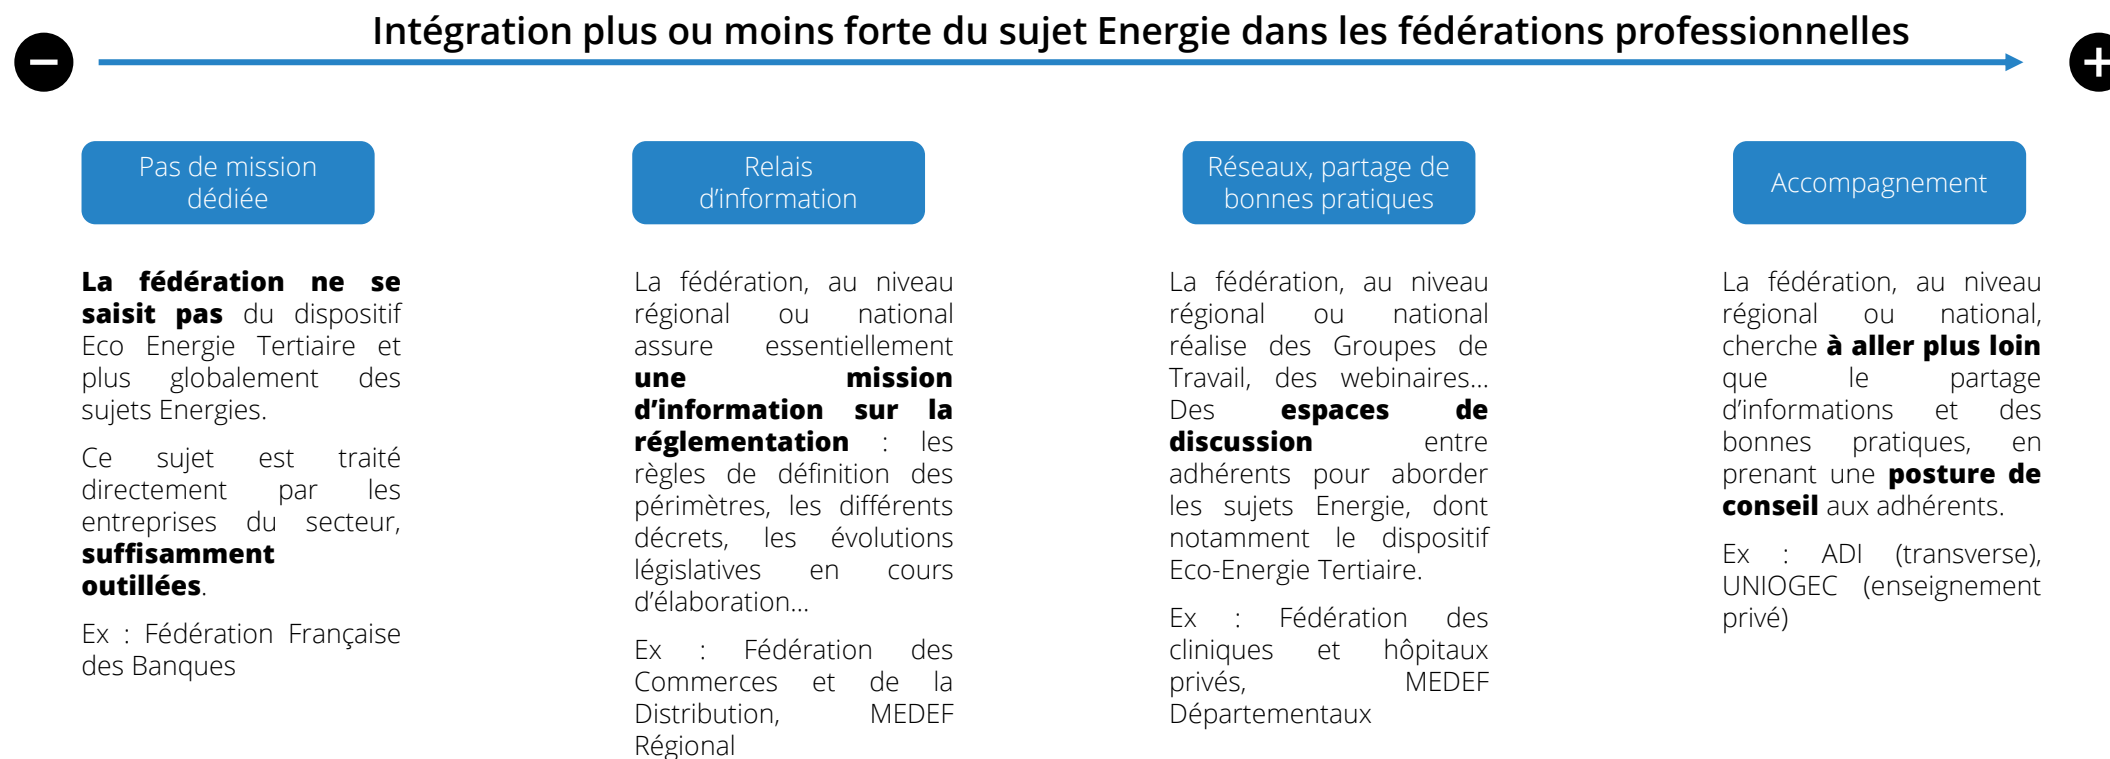 Intégration plus ou moins forte du sujet Energie dans les fédérations professionnelles
Pas de mission
dédiée
La fédération ne se
saisit pas du dispositif
Eco Energie Tertiaire et
plus globalement des
sujets Energies.
Ce sujet est traité
directement par les
entreprises du secteur,
suffisamment
outillées.
Ex : Fédération Française
des Banques
Relais
d’information
La fédération, au niveau
régional ou national
assure essentiellement
une mission
d’information sur la
réglementation : les
règles de définition des
périmètres, les différents
décrets, les évolutions
législatives en cours
d’élaboration…
Ex : Fédération des
Commerces et de la
Distribution, MEDEF
Régional
Réseaux, partage de
bonnes pratiques
La fédération, au niveau
régional ou national
réalise des Groupes de
Travail, des webinaires…
Des espaces de
discussion entre
adhérents pour aborder
les sujets Energie, dont
notamment le dispositif
Eco-Energie Tertiaire.
Ex : Fédération des
cliniques et hôpitaux
privés, MEDEF
Départementaux
Accompagnement
La fédération, au niveau
régional ou national,
cherche à aller plus loin
que le partage
d’informations et des
bonnes pratiques, en
prenant une posture de
conseil aux adhérents.
Ex : ADI (transverse),
UNIOGEC (enseignement
privé)